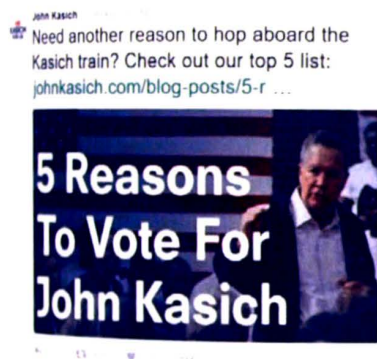 John Kasich
Need another reason to hop aboard the
Kasich train? Check out our top 5 list:
johnkasich.com/blog-posts/5-r ...
5 Reasons
To Vote For
John Kasich